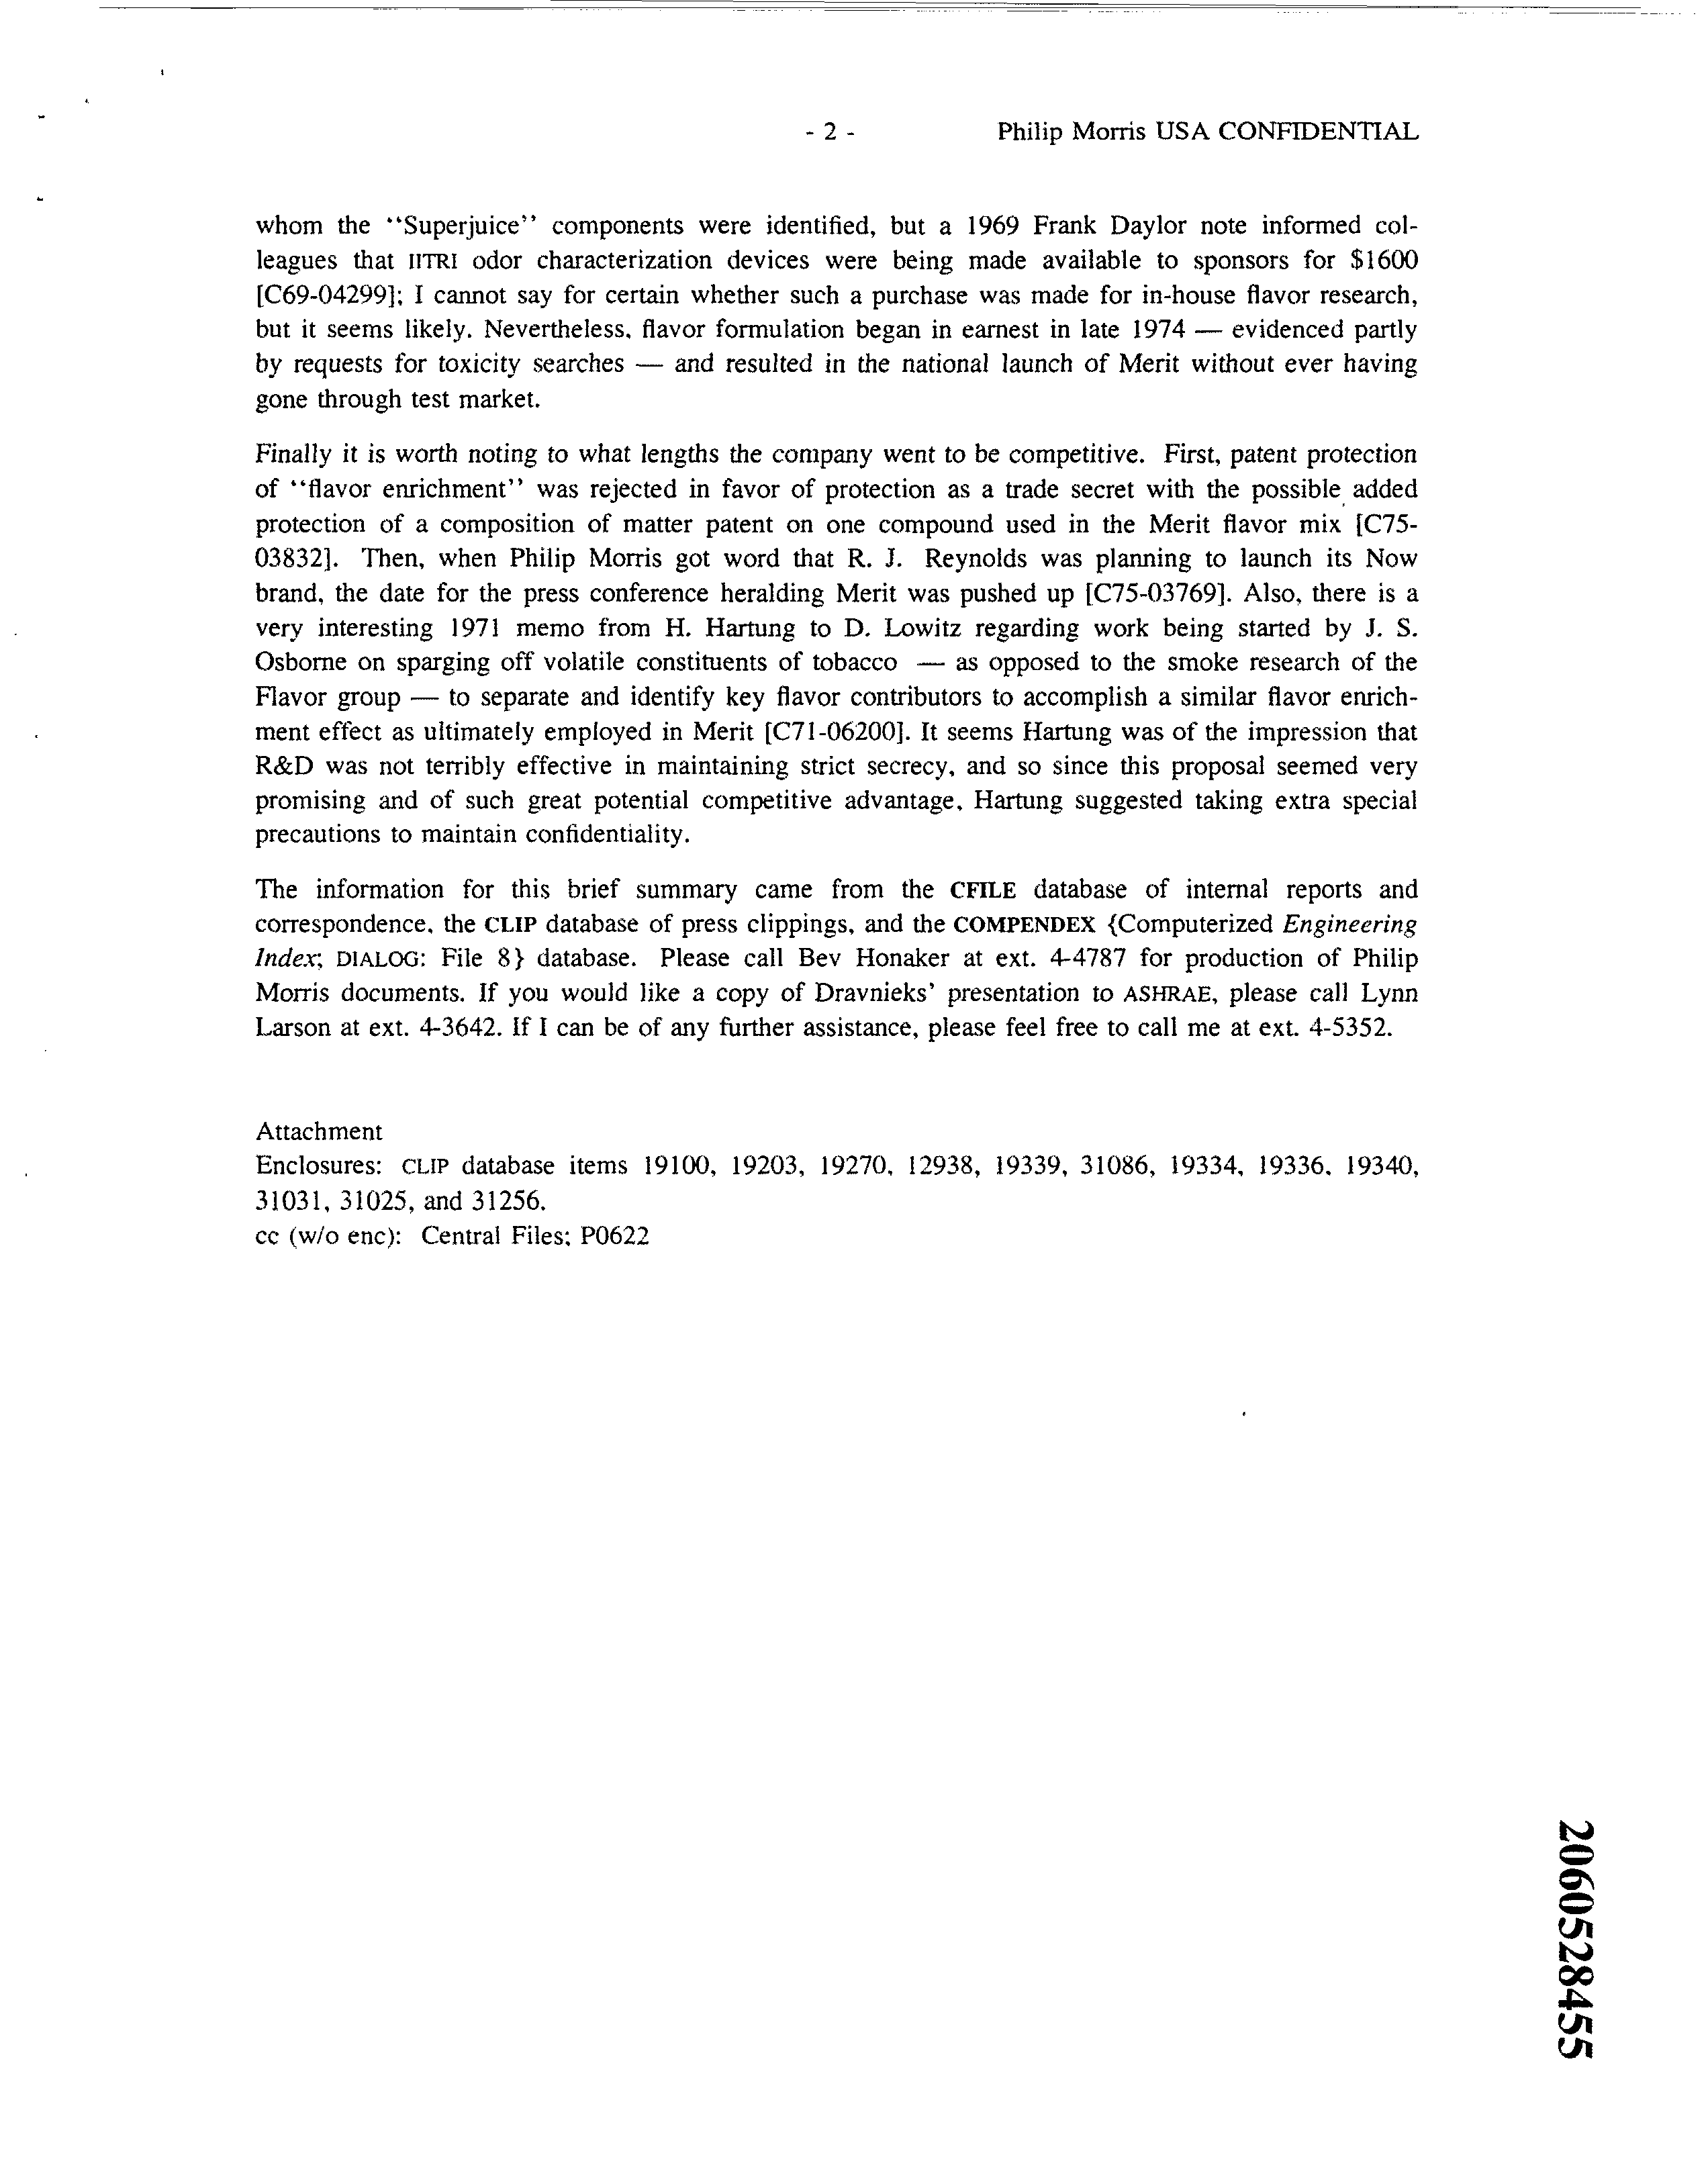 - 2 - Philip Morris USA CONFIDENTIAL
whom the ‘‘Superjuice’’ components were identified, but a 1969 Frank Daylor note informed col-
leagues that IITRI odor characterization devices were being made available to sponsors for $1600
[C69-04299]; I cannot say for certain whether such a purchase was made for in-house flavor research,
but it seems likely. Nevertheless, flavor formulation began in earnest in late 1974 — evidenced partly
by requests for toxicity searches — and resulted in the national launch of Merit without ever having
gone through test market.
Finally it is worth noting to what lengths the company went to be competitive. First, patent protection
of ‘‘flavor enrichment’’ was rejected in favor of protection as a trade secret with the possible added
protection of a composition of matter patent on one compound used in the Merit flavor mix [C75-
03832]. Then, when Philip Morris got word that R. J. Reynolds was planning to launch its Now
brand, the date for the press conference heralding Merit was pushed up [C75-03769]. Also, there is a
very interesting 1971 memo from H. Hartung to D. Lowitz regarding work being started by J. S.
Osborne on sparging off volatile constituents of tobacco — as opposed to the smoke research of the
Flavor group — to separate and identify key flavor contributors to accomplish a similar flavor enrich-
ment effect as ultimately employed in Merit [C71-06200]. It seems Hartung was of the impression that
R&D was not terribly effective in maintaining strict secrecy, and so since this proposal seemed very
promising and of such great potential competitive advantage, Hartung suggested taking extra special
precautions to maintain confidentiality.
The information for this brief summary came from the CFILE database of internal reports and
correspondence, the CLIP database of press clippings, and the COMPENDEX {Computerized Engineering
Index; DIALOG: File 8} database. Please call Bev Honaker at ext. 4-4787 for production of Philip
Morris documents. If you would like a copy of Dravnieks’ presentation to ASHRAE, please call Lynn
Larson at ext. 4-3642. If I can be of any further assistance, please feel free to call me at ext. 4-5352.
Attachment
Enclosures: CLIP database items 19100, 19203, 19270, 12938, 19339, 31086, 19334, 19336, 19340,
31031, 31025, and 31256.
cc (w/o enc): Central Files; P0622
2060528455